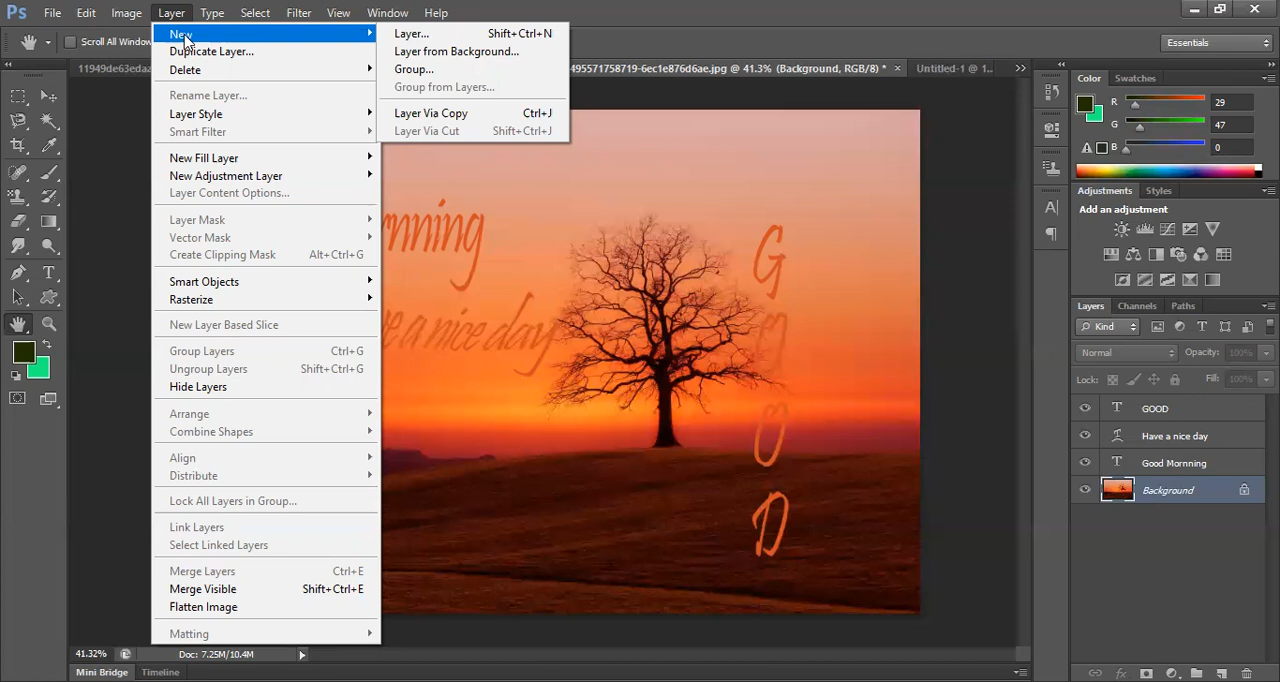 Ps File Edit Image Layer Type Select Filter View Window Help
Scroll All Window
Essentials
11949de63edaa
495571758719-6ec1e876d6ae.jpg @ 41.3% (Background, RGB/8) *
Untitled-1 @ 1...
New
Duplicate Layer...
Delete
Rename Layer...
Layer Style
Smart Filter
New Fill Layer
New Adjustment Layer
Layer Content Options...
Layer Mask
Vector Mask
Create Clipping Mask Alt+Ctrl+G
Smart Objects
Rasterize
New Layer Based Slice
Group Layers Ctrl+G
Ungroup Layers Shift+Ctrl+G
Hide Layers
Arrange
Combine Shapes
Align
Distribute
Lock All Layers in Group...
Link Layers
Select Linked Layers
Merge Layers Ctrl+E
Merge Visible Shift+Ctrl+E
Flatten Image
Matting
Layer... Shift+Ctrl+N
Layer from Background...
Group...
Group from Layers...
Layer Via Copy Ctrl+J
Layer Via Cut Shift+Ctrl+J
rnning
e a nice day
G
O
O
D
Color Swatches
R 29
G 47
B 0
Adjustments Styles
Add an adjustment
Layers Channels Paths
Kind
Normal Opacity: 100%
Lock: Fill: 100%
T GOOD
T Have a nice day
T Good Mornning
Background
41.32% Doc: 7.25M/10.4M
Mini Bridge Timeline